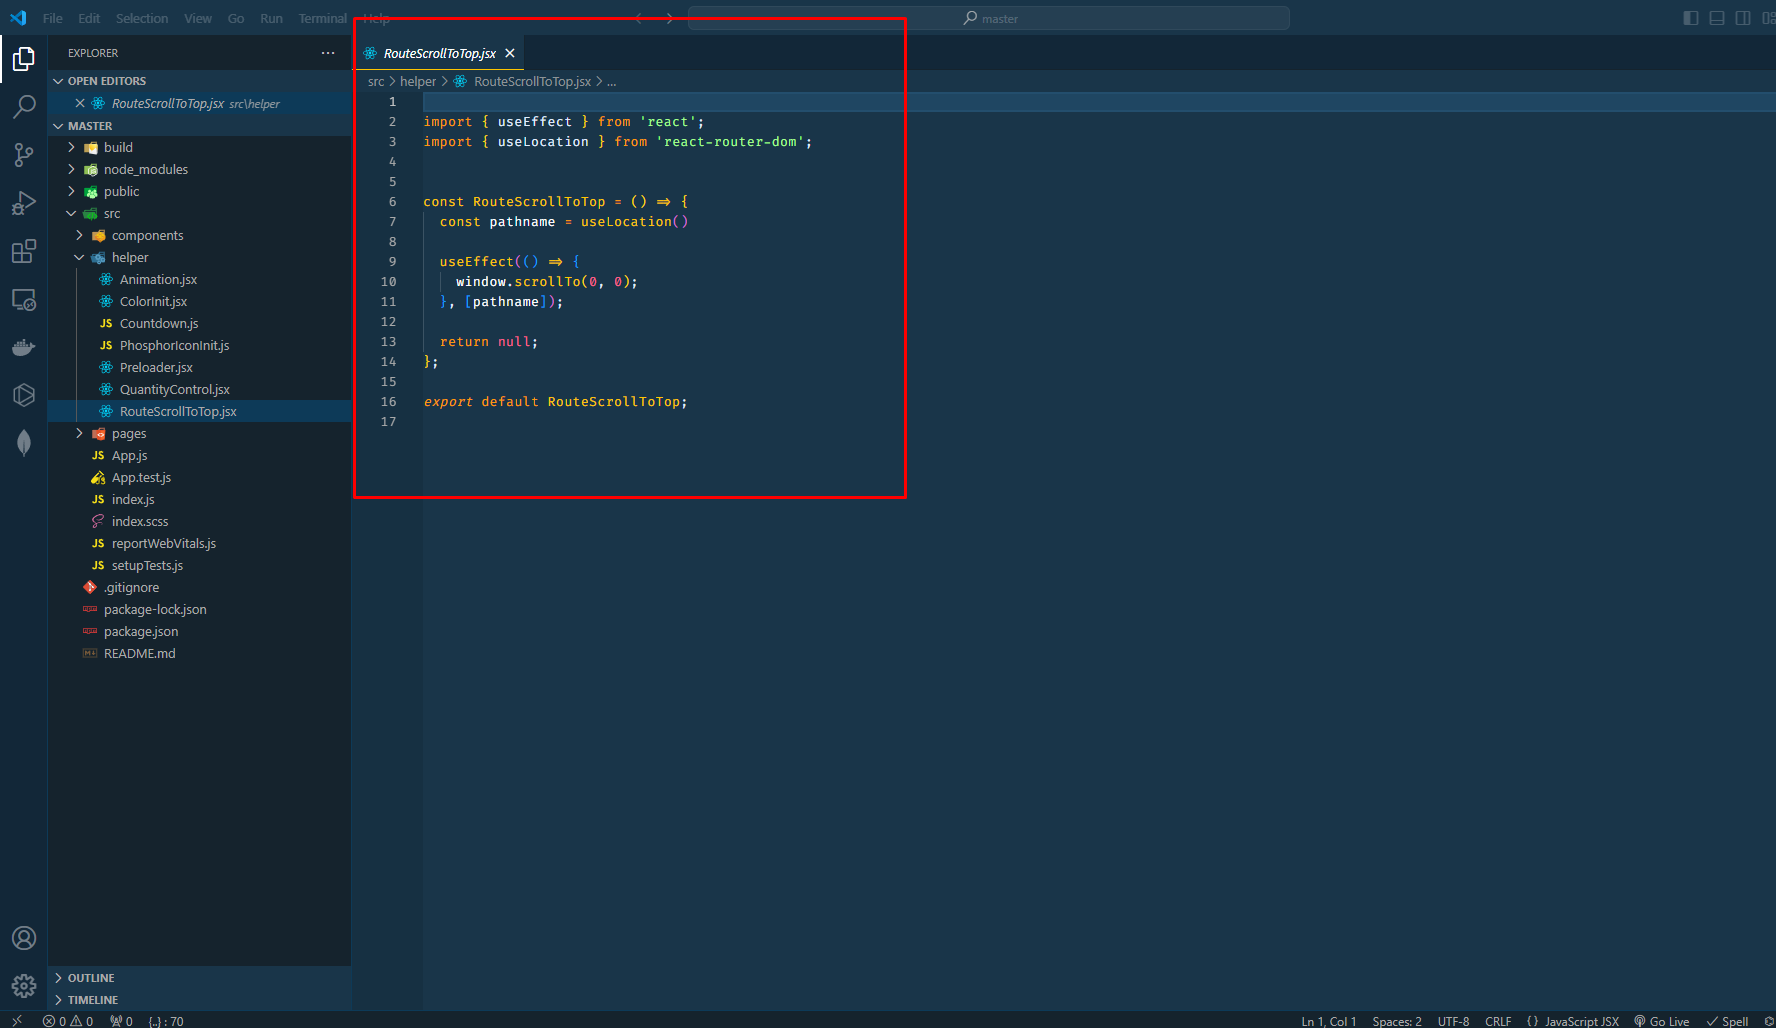 File Edit Selection View Go Run Terminal Help
master
EXPLORER
OPEN EDITORS
RouteScrollToTop.jsx src\helper
MASTER
build
node_modules
public
src
components
helper
Animation.jsx
ColorInit.jsx
Countdown.js
PhosphorIconInit.js
Preloader.jsx
QuantityControl.jsx
RouteScrollToTop.jsx
pages
App.js
App.test.js
index.js
index.scss
reportWebVitals.js
setupTests.js
.gitignore
package-lock.json
package.json
README.md
OUTLINE
TIMELINE
RouteScrollToTop.jsx
src > helper > RouteScrollToTop.jsx > ...
1
2 import { useEffect } from 'react';
3 import { useLocation } from 'react-router-dom';
4
5
6 const RouteScrollToTop = () => {
7 const pathname = useLocation()
8
9 useEffect(() => {
10 window.scrollTo(0, 0);
11 }, [pathname]);
12
13 return null;
14 };
15
16 export default RouteScrollToTop;
17
0 0 0 {..} : 70
Ln 1, Col 1 Spaces: 2 UTF-8 CRLF {} JavaScript JSX Go Live Spell